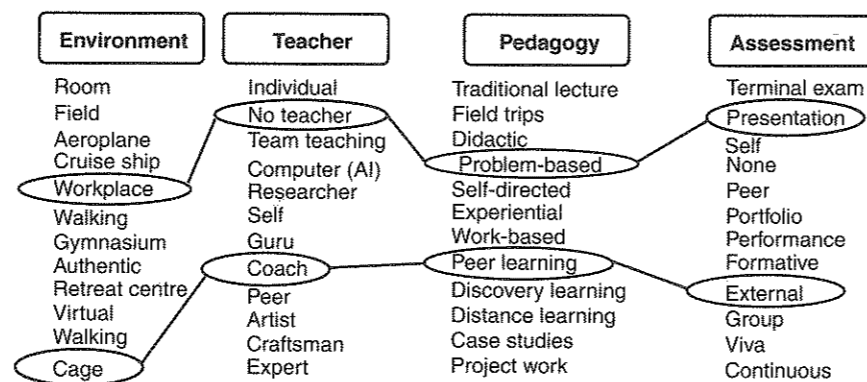 Environment Teacher Pedagogy Assessment
Room Individual Traditional lecture Terminal exam
Field No teacher Field trips Presentation
Aeroplane Team teaching Didactic Self
Cruise ship Computer (AI) Problem-based None
Workplace Researcher Self-directed Peer
Walking Self Experiential Portfolio
Gymnasium Guru Work-based Performance
Authentic Coach Peer learning Formative
Retreat centre Peer Discovery learning External
Virtual Artist Distance learning Group
Walking Craftsman Case studies Viva
Cage Expert Project work Continuous